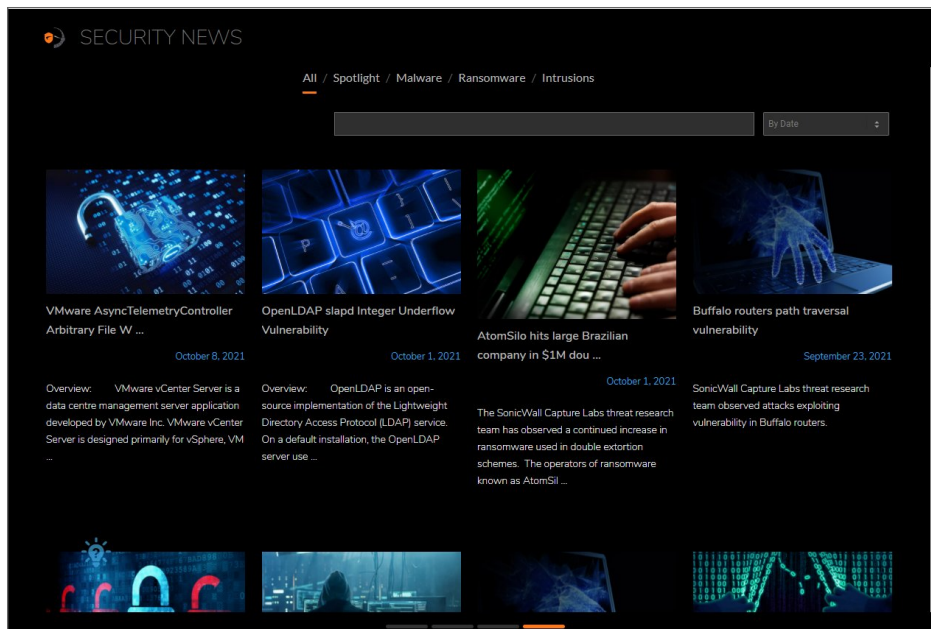 SECURITY NEWS
All / Spotlight / Malware / Ransomware / Intrusions
By Date
VMware AsyncTelemetryController
Arbitrary File W ...
October 8, 2021
Overview: VMware vCenter Server is a
data centre management server application
developed by VMware Inc. VMware vCenter
Server is designed primarily for vSphere, VM
...
OpenLDAP slapd Integer Underflow
Vulnerability
October 1, 2021
Overview: OpenLDAP is an open-
source implementation of the Lightweight
Directory Access Protocol (LDAP) service.
On a default installation, the OpenLDAP
server use ...
AtomSilo hits large Brazilian
company in $1M dou ...
October 1, 2021
The SonicWall Capture Labs threat research
team has observed a continued increase in
ransomware used in double extortion
schemes. The operators of ransomware
known as AtomSil ...
Buffalo routers path traversal
vulnerability
September 23, 2021
SonicWall Capture Labs threat research
team observed attacks exploiting
vulnerability in Buffalo routers.